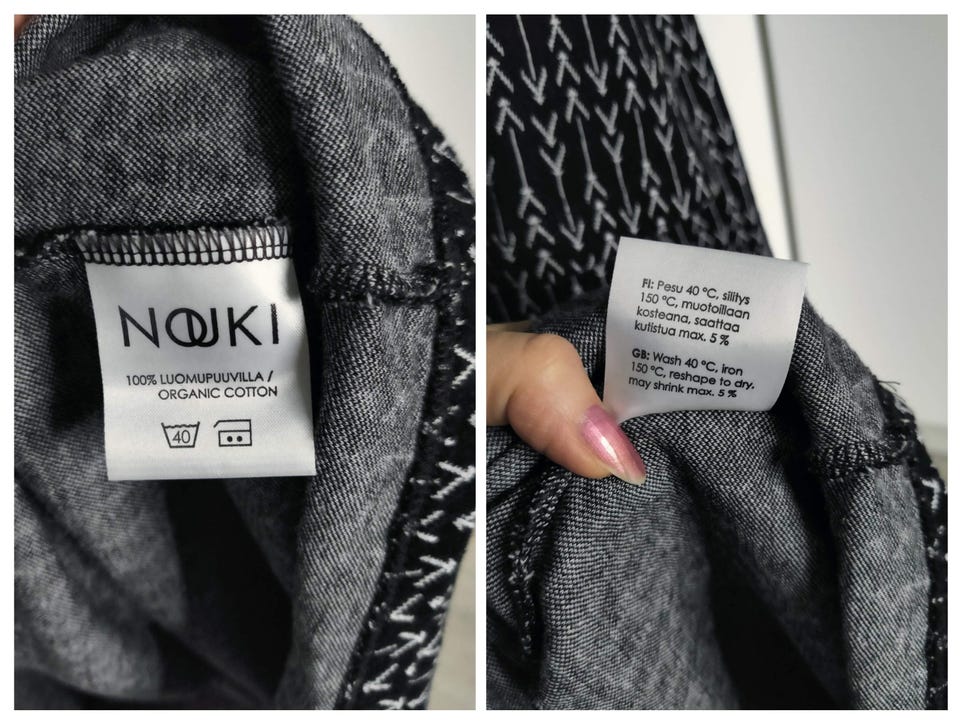 NOUKI
100% LUOMUPUUVILLA /
ORGANIC COTTON
40
FI: Pesu 40 °C, silitys
150 °C, muotoillaan
kosteana, saattaa
kutistua max. 5 %
GB: Wash 40 °C, iron
150 °C, reshape to dry.
may shrink max. 5 %